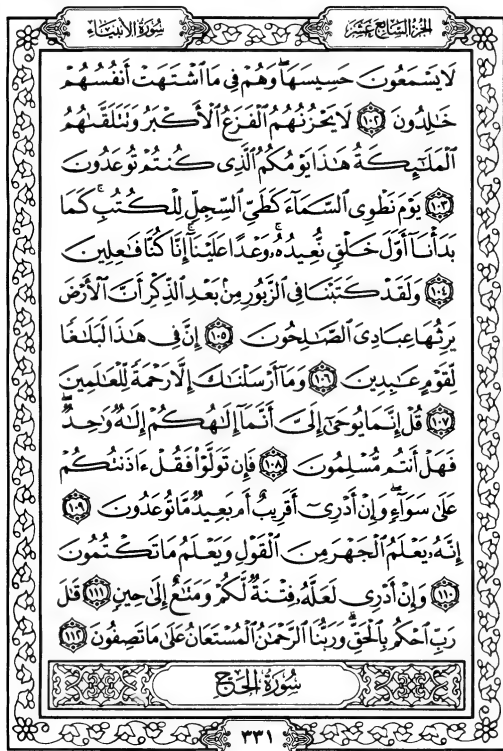 الجزء السابع عشر
سورة الأنبياء
لَا يَسْمَعُونَ حَسِيسَهَا ۖ وَهُمْ فِي مَا اشْتَهَتْ أَنفُسُهُمْ
خَالِدُونَ ١٠٢ لَا يَحْزُنُهُمُ الْفَزَعُ الْأَكْبَرُ وَتَتَلَقَّاهُمُ
الْمَلَائِكَةُ هَٰذَا يَوْمُكُمُ الَّذِي كُنتُمْ تُوعَدُونَ
١٠٣ يَوْمَ نَطْوِي السَّمَاءَ كَطَيِّ السِّجِلِّ لِلْكُتُبِ ۚ كَمَا
بَدَأْنَا أَوَّلَ خَلْقٍ نُّعِيدُهُ ۚ وَعْدًا عَلَيْنَا ۚ إِنَّا كُنَّا فَاعِلِينَ
١٠٤ وَلَقَدْ كَتَبْنَا فِي الزَّبُورِ مِن بَعْدِ الذِّكْرِ أَنَّ الْأَرْضَ
يَرِثُهَا عِبَادِيَ الصَّالِحُونَ ١٠٥ إِنَّ فِي هَٰذَا لَبَلَاغًا
لِّقَوْمٍ عَابِدِينَ ١٠٦ وَمَا أَرْسَلْنَاكَ إِلَّا رَحْمَةً لِّلْعَالَمِينَ
١٠٧ قُلْ إِنَّمَا يُوحَىٰ إِلَيَّ أَنَّمَا إِلَٰهُكُمْ إِلَٰهٌ وَاحِدٌ ۖ
فَهَلْ أَنتُم مُّسْلِمُونَ ١٠٨ فَإِن تَوَلَّوْا فَقُلْ ءَاذَنتُكُمْ
عَلَىٰ سَوَاءٍ ۖ وَإِنْ أَدْرِي أَقَرِيبٌ أَم بَعِيدٌ مَّا تُوعَدُونَ ١٠٩
إِنَّهُ يَعْلَمُ الْجَهْرَ مِنَ الْقَوْلِ وَيَعْلَمُ مَا تَكْتُمُونَ
١١٠ وَإِنْ أَدْرِي لَعَلَّهُ فِتْنَةٌ لَّكُمْ وَمَتَاعٌ إِلَىٰ حِينٍ ١١١ قَالَ
رَبِّ احْكُم بِالْحَقِّ ۗ وَرَبُّنَا الرَّحْمَٰنُ الْمُسْتَعَانُ عَلَىٰ مَا تَصِفُونَ ١١٢
سورة الحج
٣٣١